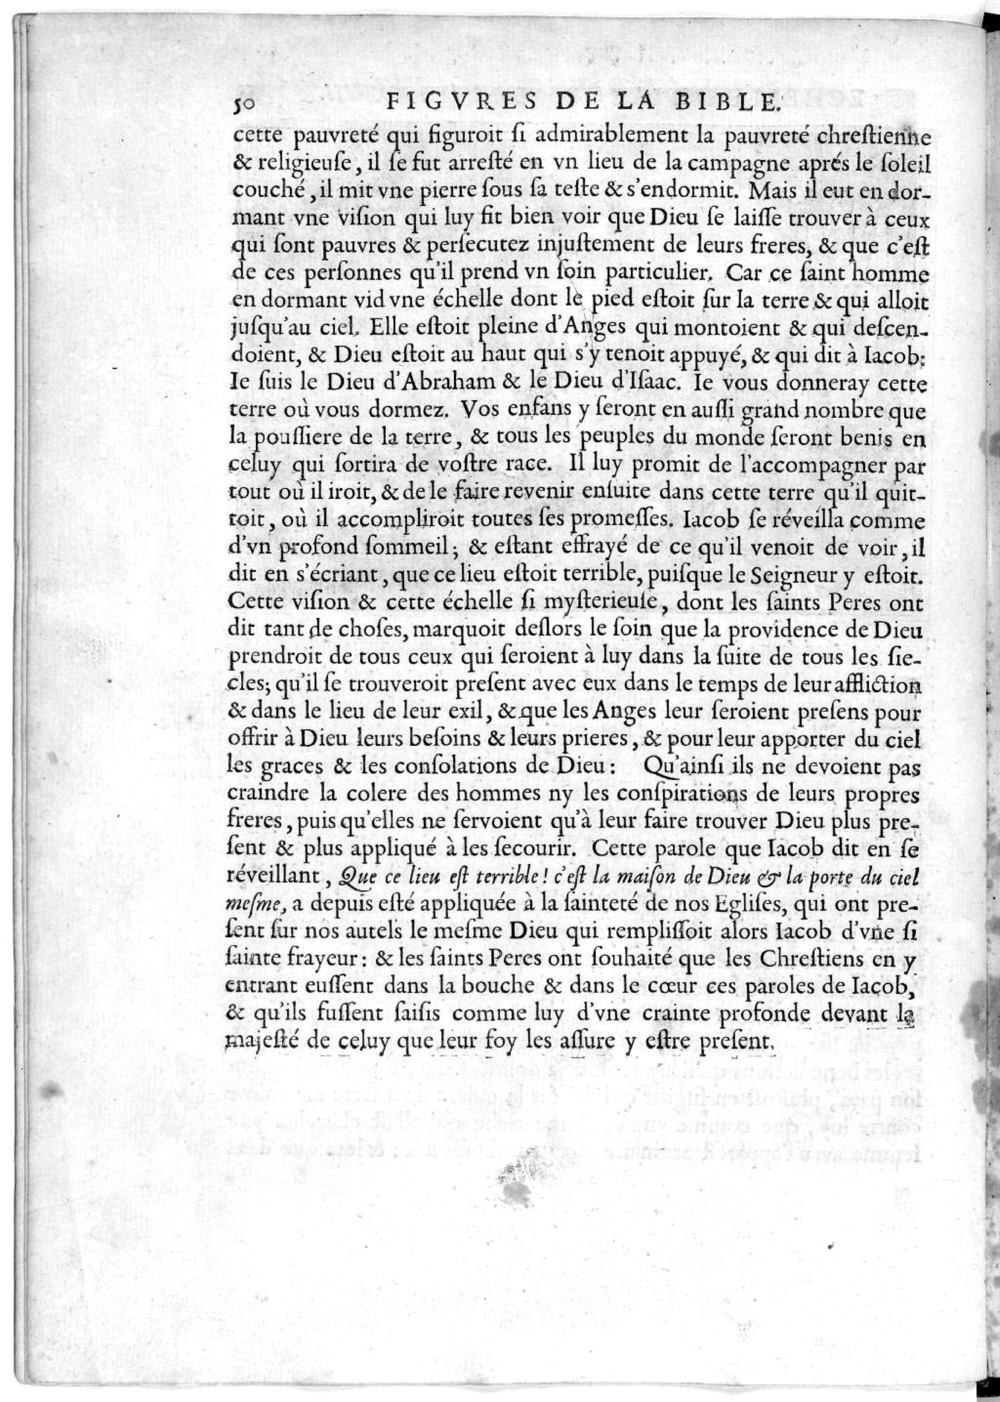 50 FIGVRES DE LA BIBLE.
cette pauvreté qui figuroit ſi admirablement la pauvreté chreſtienne
& religieuſe, il ſe fut arreſté en vn lieu de la campagne aprés le ſoleil
couché, il mit vne pierre ſous ſa teſte & s'endormit. Mais il eut en dor-
mant vne viſion qui luy fit bien voir que Dieu ſe laiſſe trouver à ceux
qui ſont pauvres & perſecutez injuſtement de leurs freres, & que c'eſt
de ces perſonnes qu'il prend vn ſoin particulier. Car ce ſaint homme
en dormant vid vne échelle dont le pied eſtoit ſur la terre & qui alloit
juſqu'au ciel. Elle eſtoit pleine d'Anges qui montoient & qui deſcen-
doient, & Dieu eſtoit au haut qui s'y tenoit appuyé, & qui dit à Iacob:
Ie ſuis le Dieu d'Abraham & le Dieu d'Iſaac. Ie vous donneray cette
terre où vous dormez. Vos enfans y ſeront en auſſi grand nombre que
la pouſſiere de la terre, & tous les peuples du monde ſeront benis en
celuy qui ſortira de voſtre race. Il luy promit de l'accompagner par
tout où il iroit, & de le faire revenir enſuite dans cette terre qu'il quit-
toit, où il accompliroit toutes ſes promeſſes. Iacob ſe réveilla comme
d'vn profond ſommeil; & eſtant effrayé de ce qu'il venoit de voir, il
dit en s'écriant, que ce lieu eſtoit terrible, puiſque le Seigneur y eſtoit.
Cette viſion & cette échelle ſi myſterieuſe, dont les ſaints Peres ont
dit tant de choſes, marquoit deſlors le ſoin que la providence de Dieu
prendroit de tous ceux qui ſeroient à luy dans la ſuite de tous les ſie-
cles; qu'il ſe trouveroit preſent avec eux dans le temps de leur affliction
& dans le lieu de leur exil, & que les Anges leur ſeroient preſens pour
offrir à Dieu leurs beſoins & leurs prieres, & pour leur apporter du ciel
les graces & les conſolations de Dieu: Qu'ainſi ils ne devoient pas
craindre la colere des hommes ny les conſpirations de leurs propres
freres, puis qu'elles ne ſervoient qu'à leur faire trouver Dieu plus pre-
ſent & plus appliqué à les ſecourir. Cette parole que Iacob dit en ſe
réveillant, Que ce lieu eſt terrible! c'eſt la maiſon de Dieu & la porte du ciel
meſme, a depuis eſté appliquée à la ſainteté de nos Egliſes, qui ont pre-
ſent ſur nos autels le meſme Dieu qui rempliſſoit alors Iacob d'vne ſi
ſainte frayeur: & les ſaints Peres ont ſouhaité que les Chreſtiens en y
entrant euſſent dans la bouche & dans le cœur ces paroles de Iacob,
& qu'ils fuſſent ſaiſis comme luy d'vne crainte profonde devant la
majeſté de celuy que leur foy les aſſure y eſtre preſent.